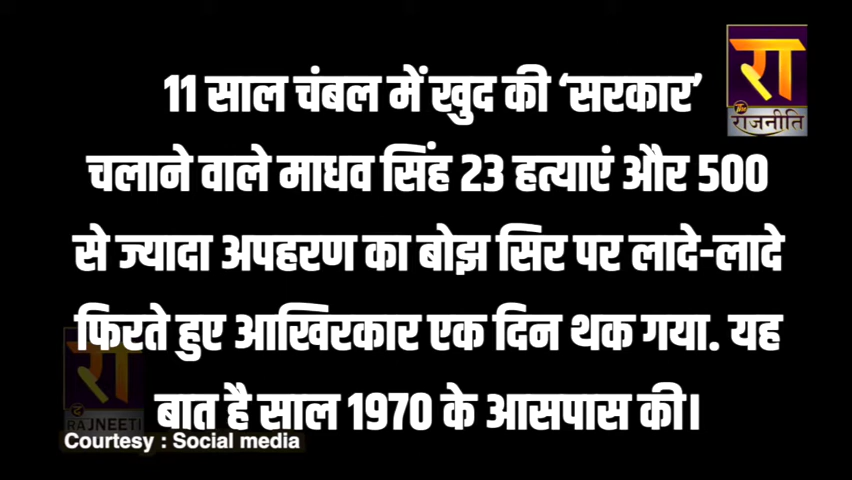 11 साल चंबल में खुद की ‘सरकार’
चलाने वाले माधव सिंह 23 हत्याएं और 500
से ज्यादा अपहरण का बोझ सिर पर लादे-लादे
फिरते हुए आखिरकार एक दिन थक गया. यह
बात है साल 1970 के आसपास की।
रा
राजनीति
रा
RAJNEETI
Courtesy : Social media